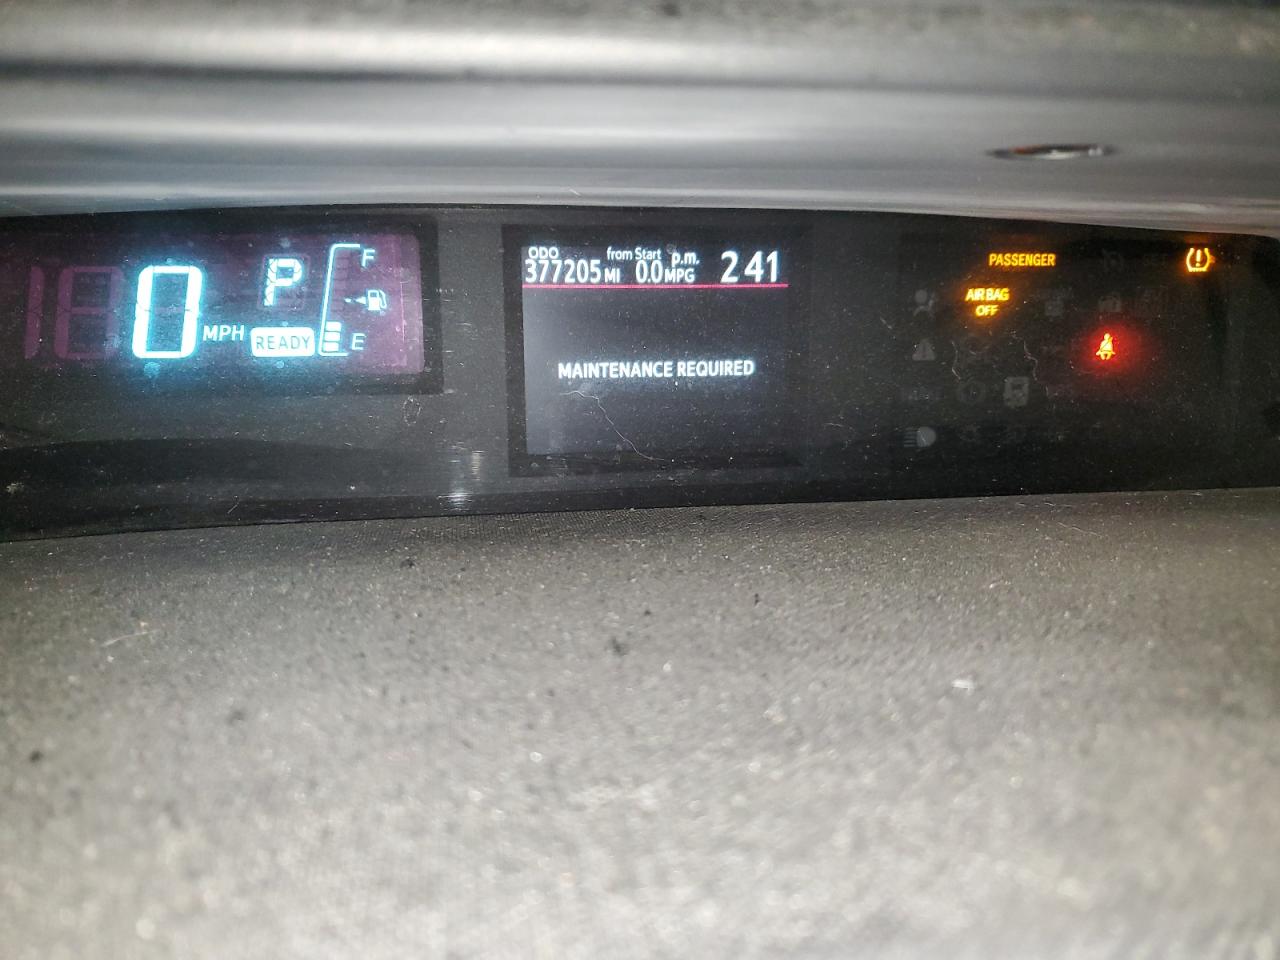 0 MPH
P
READY
F
E
ODO from Start p.m.
377205 MI 0.0 MPG 2 41
MAINTENANCE REQUIRED
PASSENGER
AIR BAG
OFF